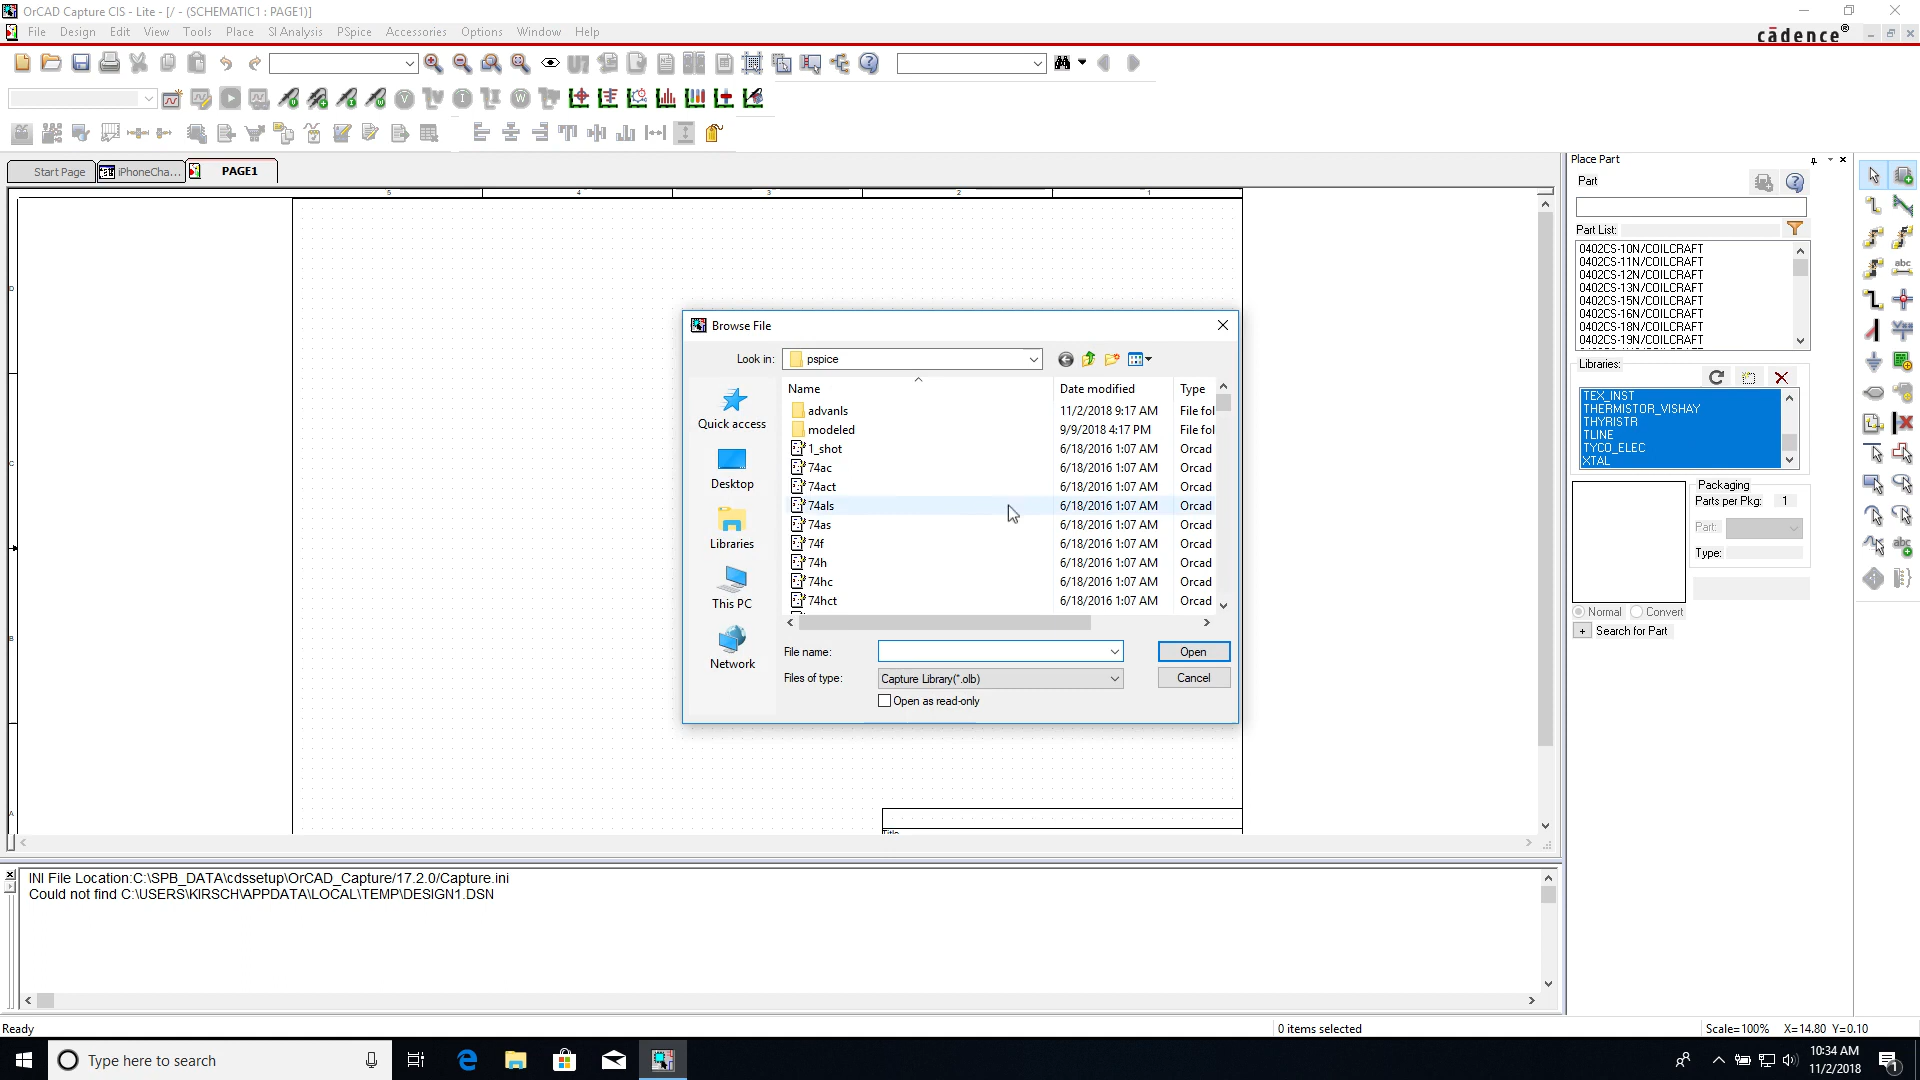 OrCAD Capture CIS - Lite - [/ - (SCHEMATIC1 : PAGE1)]
File Design Edit View Tools Place SI Analysis PSpice Accessories Options Window Help
cādence®
Start Page
iPhoneCha...
PAGE1
5 4 3 2 1
D
C
B
A
Title
Browse File
Look in: pspice
Name Date modified Type
advanls 11/2/2018 9:17 AM File fol
modeled 9/9/2018 4:17 PM File fol
1_shot 6/18/2016 1:07 AM Orcad
74ac 6/18/2016 1:07 AM Orcad
74act 6/18/2016 1:07 AM Orcad
74als 6/18/2016 1:07 AM Orcad
74as 6/18/2016 1:07 AM Orcad
74f 6/18/2016 1:07 AM Orcad
74h 6/18/2016 1:07 AM Orcad
74hc 6/18/2016 1:07 AM Orcad
74hct 6/18/2016 1:07 AM Orcad
Quick access
Desktop
Libraries
This PC
Network
File name:
Open
Files of type: Capture Library(*.olb)
Cancel
Open as read-only
Place Part
Part
Part List:
0402CS-10N/COILCRAFT
0402CS-11N/COILCRAFT
0402CS-12N/COILCRAFT
0402CS-13N/COILCRAFT
0402CS-15N/COILCRAFT
0402CS-16N/COILCRAFT
0402CS-18N/COILCRAFT
0402CS-19N/COILCRAFT
Libraries:
TEX_INST
THERMISTOR_VISHAY
THYRISTR
TLINE
TYCO_ELEC
XTAL
Packaging
Parts per Pkg: 1
Part:
Type:
Normal Convert
+ Search for Part
INI File Location:C:\SPB_DATA\cdssetup\OrCAD_Capture/17.2.0/Capture.ini
Could not find C:\USERS\KIRSCH\APPDATA\LOCAL\TEMP\DESIGN1.DSN
Ready
0 items selected
Scale=100% X=14.80 Y=0.10
Type here to search
10:34 AM
11/2/2018
1